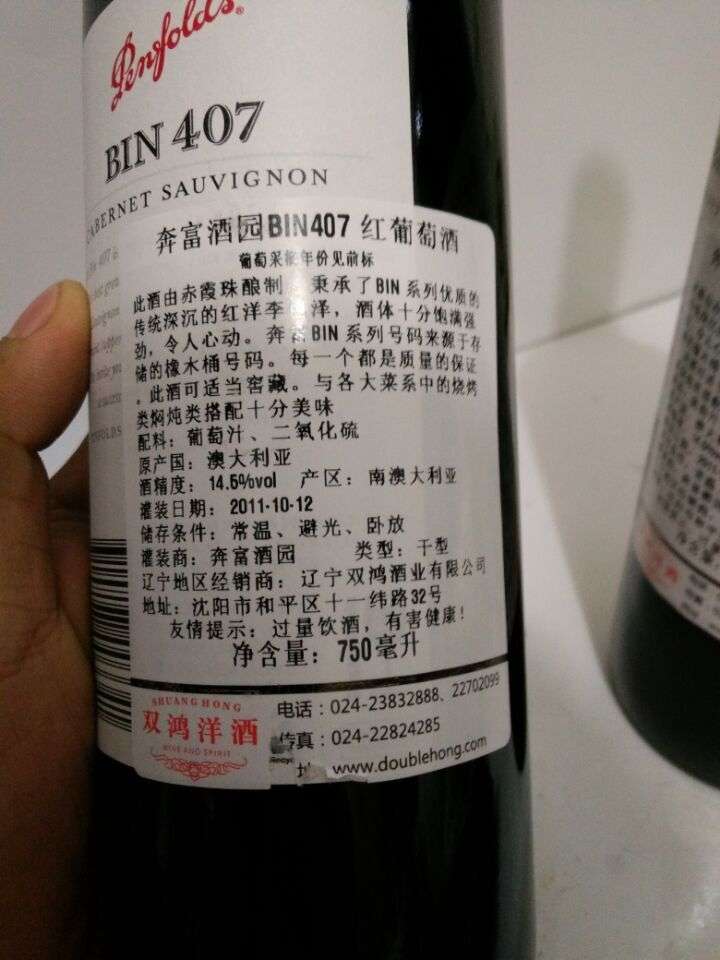 Penfolds
BIN 407
CABERNET SAUVIGNON
奔富酒园BIN407 红葡萄酒
葡萄采摘年份见前标
此酒由赤霞珠酿制 秉承了BIN系列优质的
传统深沉的红洋李 泽，酒体十分饱满强
劲，令人心动。奔富BIN系列号码来源于存
储的橡木桶号码。每一个都是质量的保证
。此酒可适当窖藏。与各大菜系中的烧烤
类焖炖类搭配十分美味
配料：葡萄汁、二氧化硫
原产国：澳大利亚
酒精度：14.5%vol 产区：南澳大利亚
灌装日期：2011-10-12
储存条件：常温、避光、卧放
灌装商：奔富酒园 类型：干型
辽宁地区经销商：辽宁双鸿酒业有限公司
地址：沈阳市和平区十一纬路32号
友情提示：过量饮酒，有害健康！
净含量：750毫升
SHUANGHONG
双鸿洋酒
WINE AND SPIRIT
电话：024-23832888、22702099
传真：024-22824285
www.doublehong.com